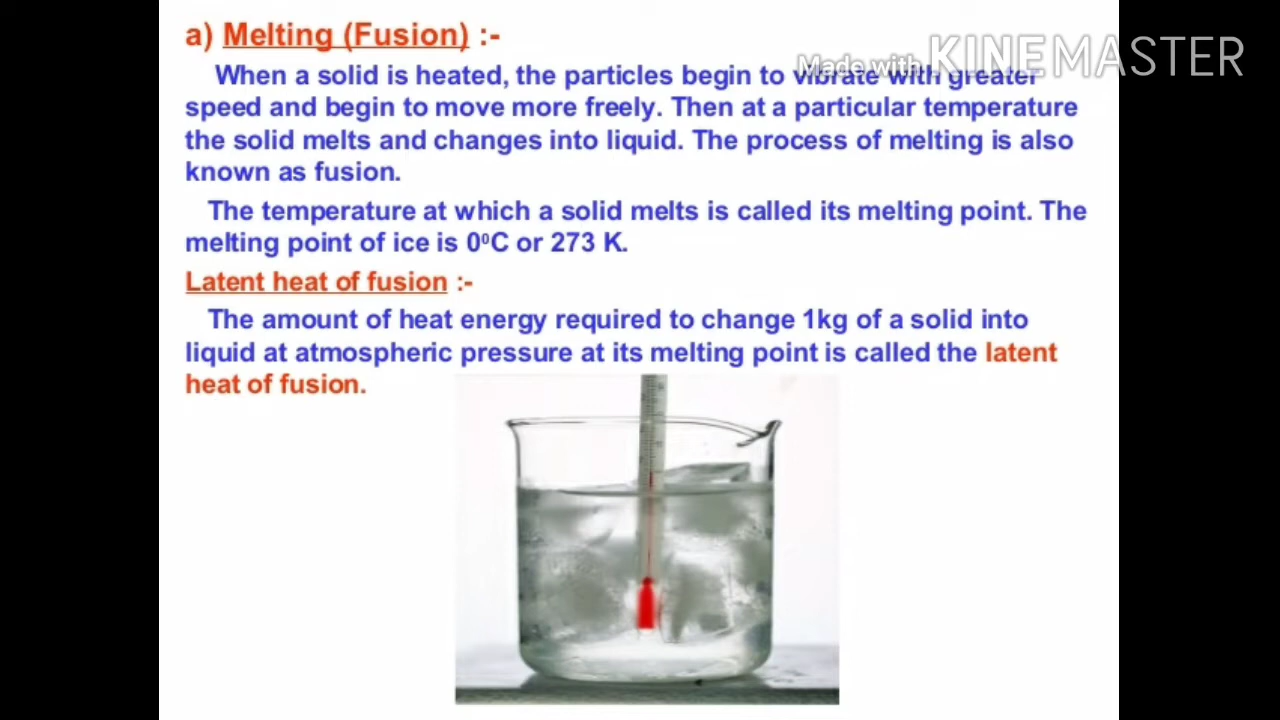 a) Melting (Fusion) :-
Made with KINEMASTER
When a solid is heated, the particles begin to vibrate with greater
speed and begin to move more freely. Then at a particular temperature
the solid melts and changes into liquid. The process of melting is also
known as fusion.
The temperature at which a solid melts is called its melting point. The
melting point of ice is 0⁰C or 273 K.
Latent heat of fusion :-
The amount of heat energy required to change 1kg of a solid into
liquid at atmospheric pressure at its melting point is called the latent
heat of fusion.